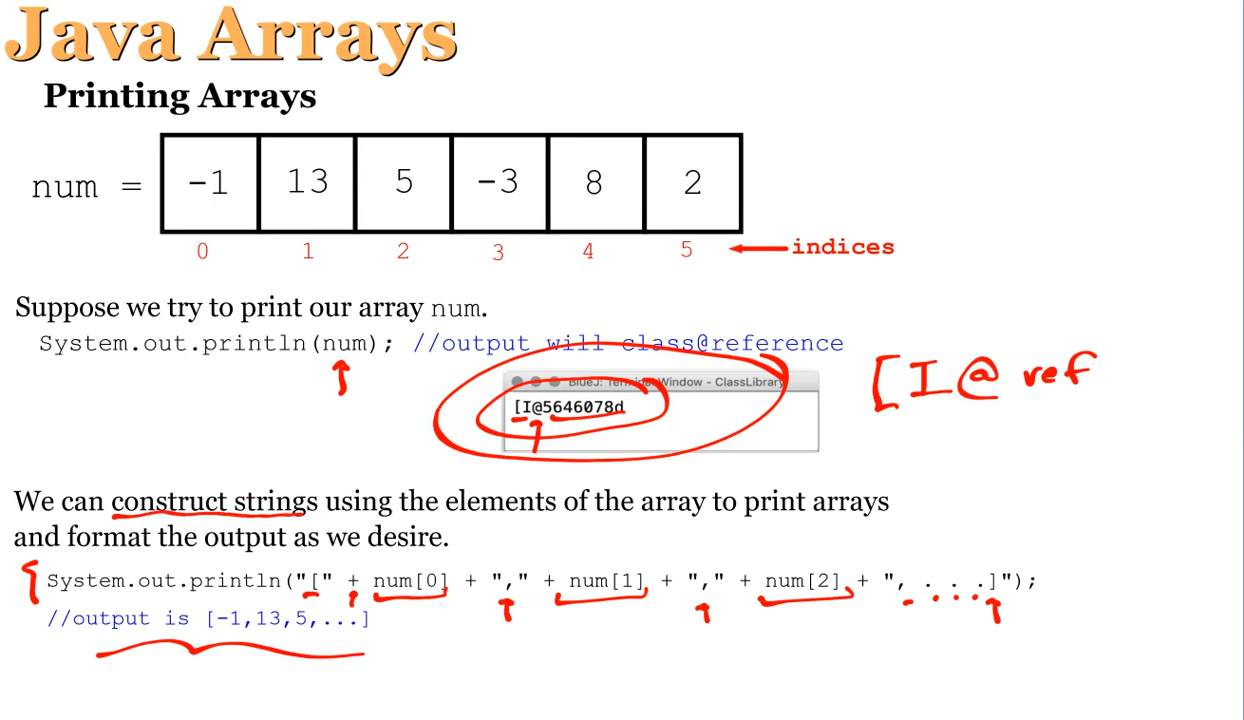 Java Arrays
Printing Arrays
num = -1 13 5 -3 8 2
0 1 2 3 4 5 indices
Suppose we try to print our array num.
System.out.println(num); //output will class@reference
BlueJ: Terminal Window - ClassLibrary
[I@5646078d
[I@ ref
We can construct strings using the elements of the array to print arrays
and format the output as we desire.
System.out.println("[" + num[0] + "," + num[1] + "," + num[2] + ", . . .]");
//output is [-1,13,5,...]